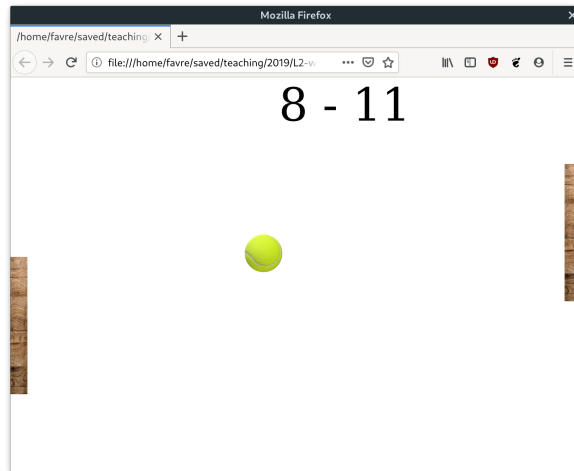 Mozilla Firefox
/home/favre/saved/teaching/
file:///home/favre/saved/teaching/2019/L2-w
8 - 11